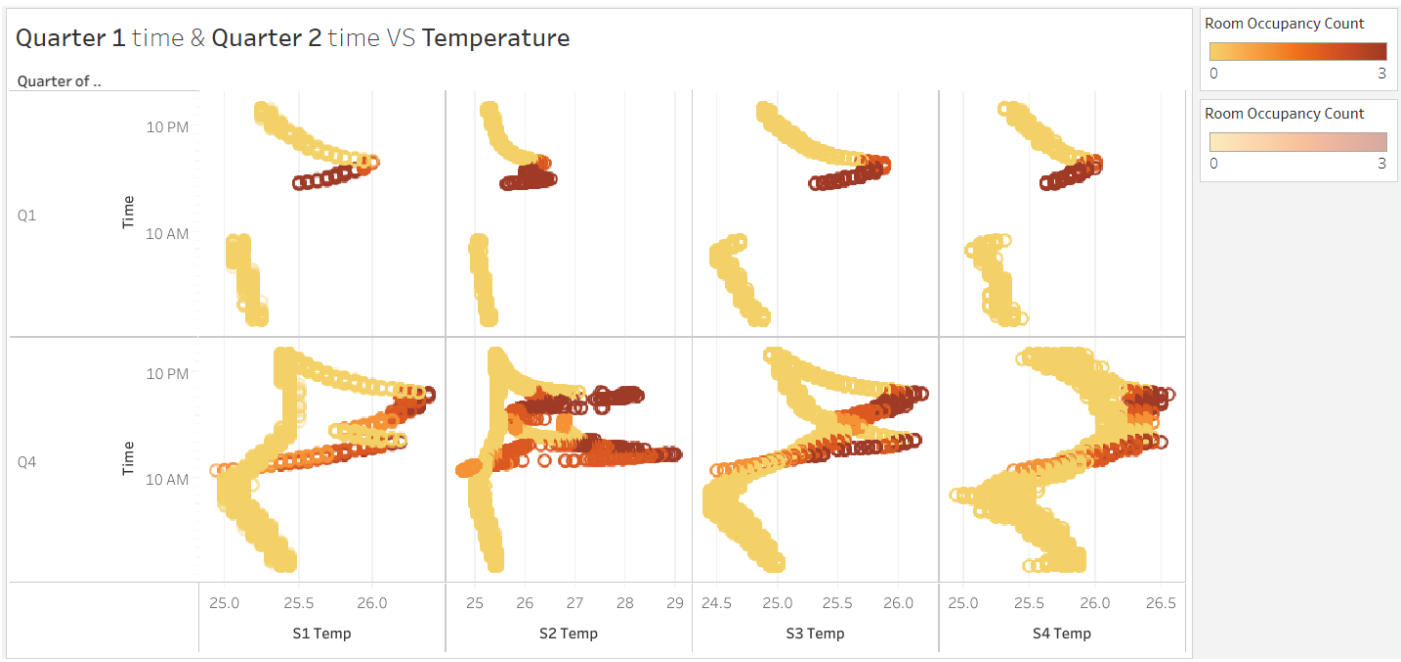 Quarter 1 time & Quarter 2 time VS Temperature
Quarter of ..
Q1
Time
10 PM
10 AM
Q4
Time
10 PM
10 AM
25.0 25.5 26.0
S1 Temp
25 26 27 28 29
S2 Temp
24.5 25.0 25.5 26.0
S3 Temp
25.0 25.5 26.0 26.5
S4 Temp
Room Occupancy Count
0 3
Room Occupancy Count
0 3